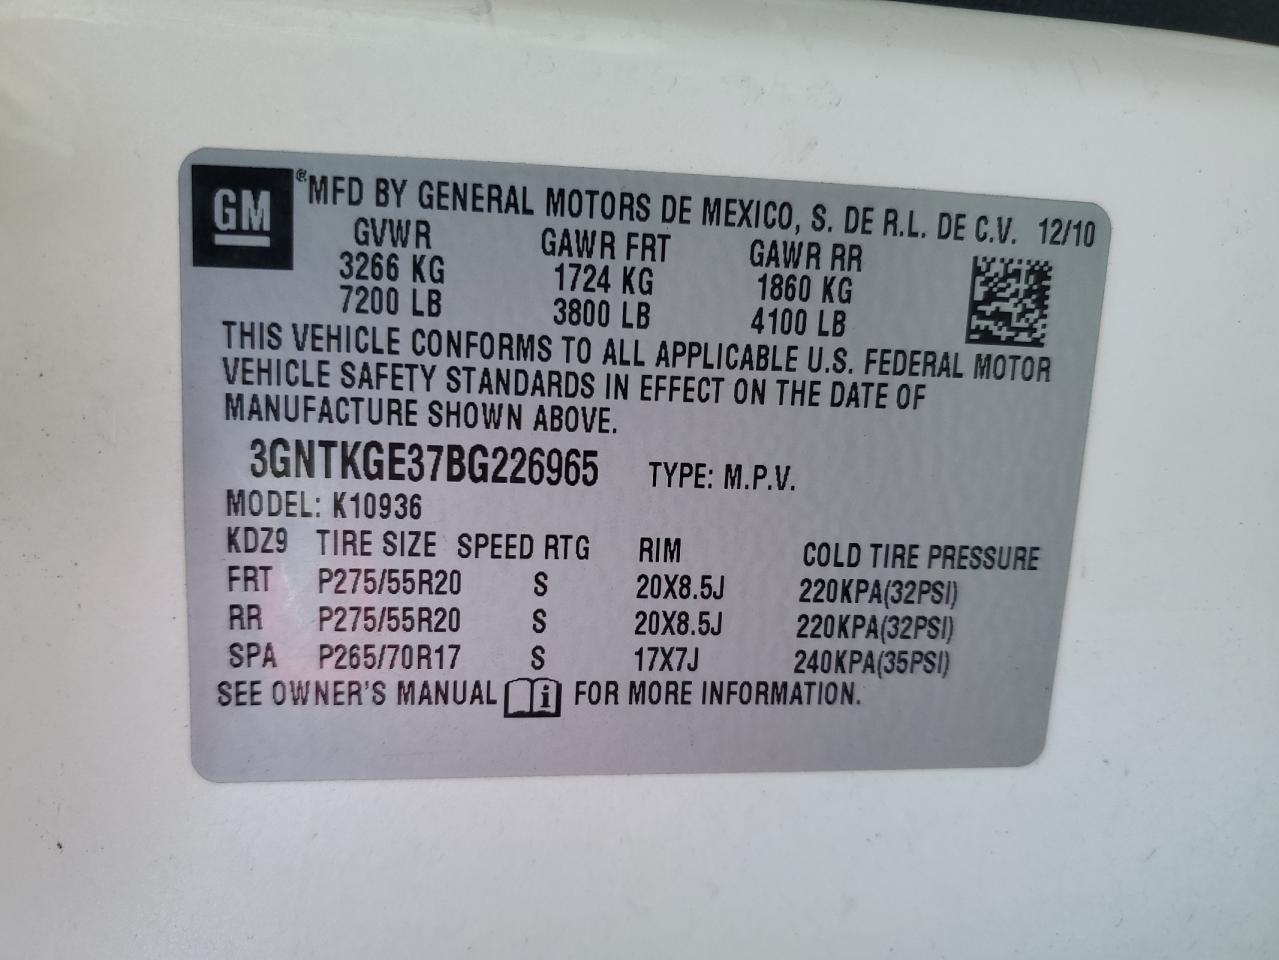 GM
® MFD BY GENERAL MOTORS DE MEXICO, S. DE R.L. DE C.V. 12/10
GVWR GAWR FRT GAWR RR
3266 KG 1724 KG 1860 KG
7200 LB 3800 LB 4100 LB
THIS VEHICLE CONFORMS TO ALL APPLICABLE U.S. FEDERAL MOTOR
VEHICLE SAFETY STANDARDS IN EFFECT ON THE DATE OF
MANUFACTURE SHOWN ABOVE.
3GNTKGE37BG226965 TYPE: M.P.V.
MODEL: K10936
KDZ9 TIRE SIZE SPEED RTG RIM COLD TIRE PRESSURE
FRT P275/55R20 S 20X8.5J 220KPA(32PSI)
RR P275/55R20 S 20X8.5J 220KPA(32PSI)
SPA P265/70R17 S 17X7J 240KPA(35PSI)
SEE OWNER'S MANUAL i FOR MORE INFORMATION.